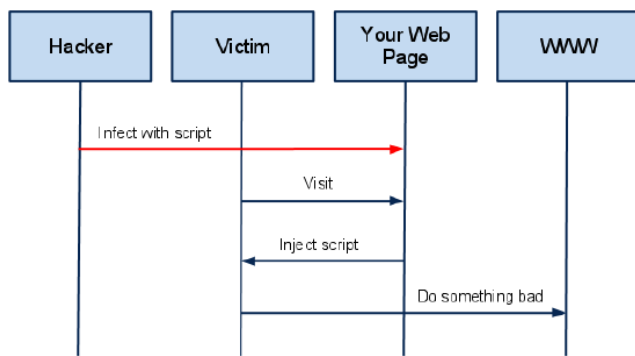 Hacker
Victim
Your Web
Page
WWW
Infect with script
Visit
Inject script
Do something bad